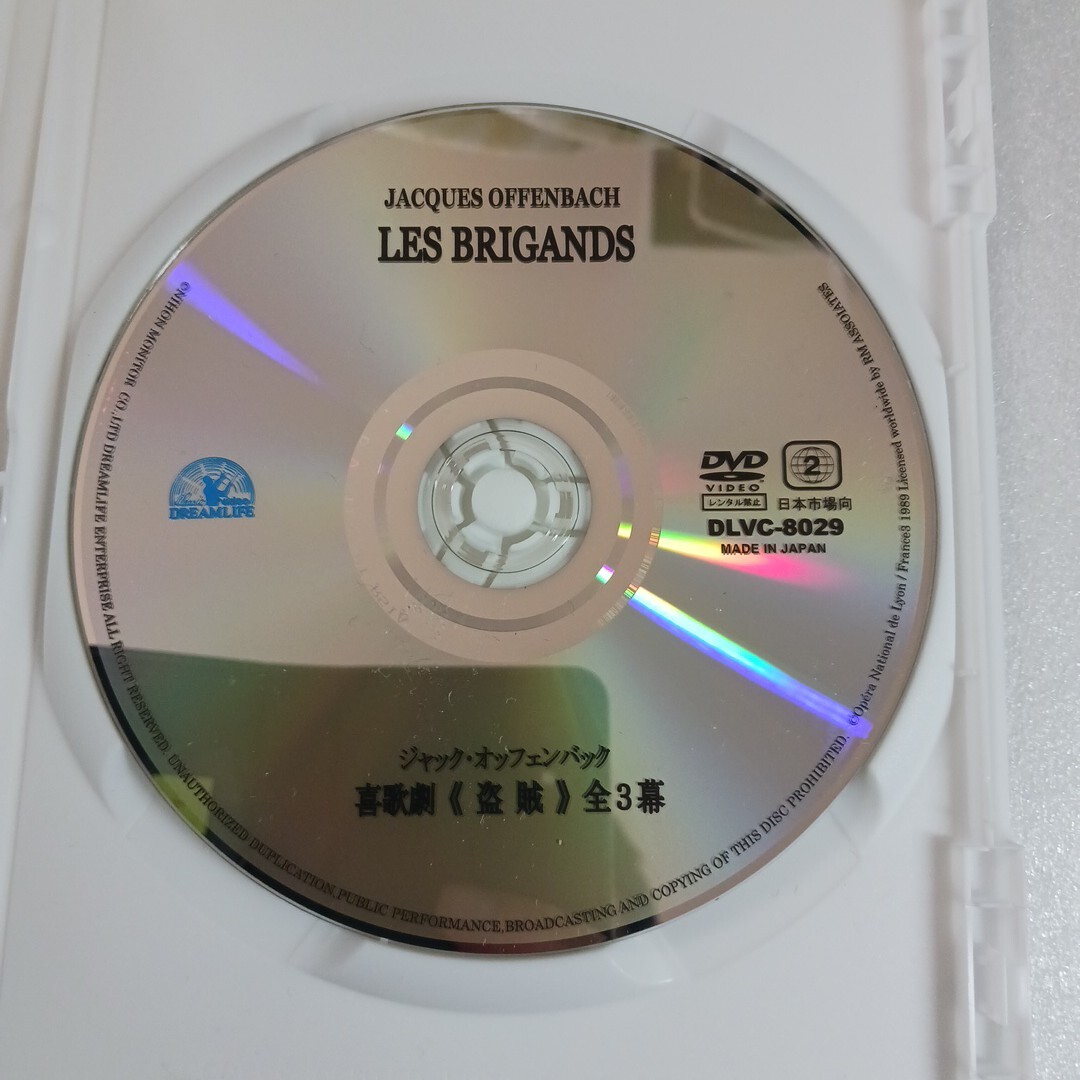 JACQUES OFFENBACH
LES BRIGANDS
DREAMLIFE
DVD
VIDEO
2
レンタル禁止
日本市場向
DLVC-8029
MADE IN JAPAN
ジャック・オッフェンバック
喜歌劇《盗賊》全3幕
©NIHON MONITOR CO.,LTD DREAMLIFE ENTERPRISE ALL RIGHT RESERVED. UNAUTHORIZED DUPLICATION,PUBLIC PERFORMANCE,BROADCASTING AND COPYING OF THIS DISC PROHIBITED. ©Opéra National de Lyon / France3 1989 Licensed worldwide by RM ASSOIATES